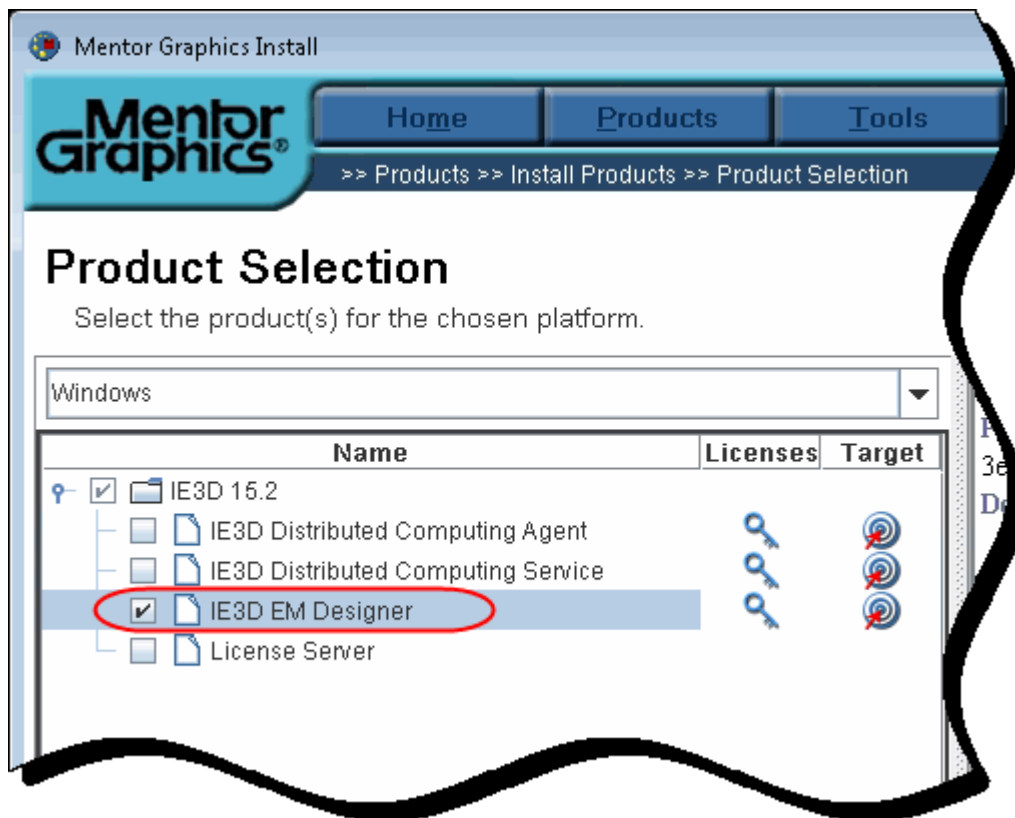 Mentor Graphics Install
Mentor
Graphics®
Home Products Tools
>> Products >> Install Products >> Product Selection
Product Selection
Select the product(s) for the chosen platform.
Windows
Name Licenses Target
IE3D 15.2
IE3D Distributed Computing Agent
IE3D Distributed Computing Service
IE3D EM Designer
License Server